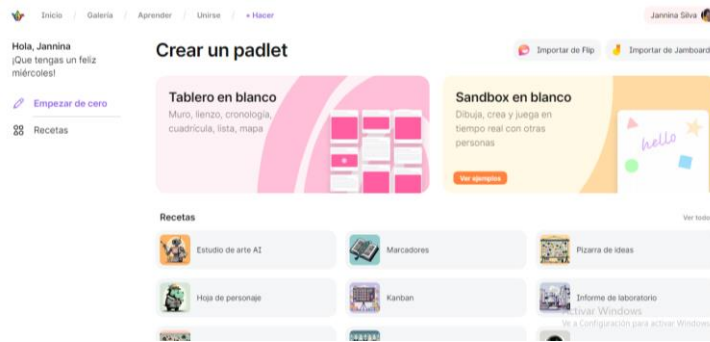 Inicio / Galería / Aprender / Unirse / + Hacer
Jannina Silva
Hola, Jannina
¡Que tengas un feliz
miércoles!
Empezar de cero
Recetas
Crear un padlet
Importar de Flip
Importar de Jamboard
Tablero en blanco
Muro, lienzo, cronología,
cuadrícula, lista, mapa
Sandbox en blanco
Dibuja, crea y juega en
tiempo real con otras
personas
Ver ejemplos
hello
Recetas
Ver todo
Estudio de arte AI
Marcadores
Pizarra de ideas
Hoja de personaje
Kanban
Informe de laboratorio
Activar Windows
Ve a Configuración para activar Windows